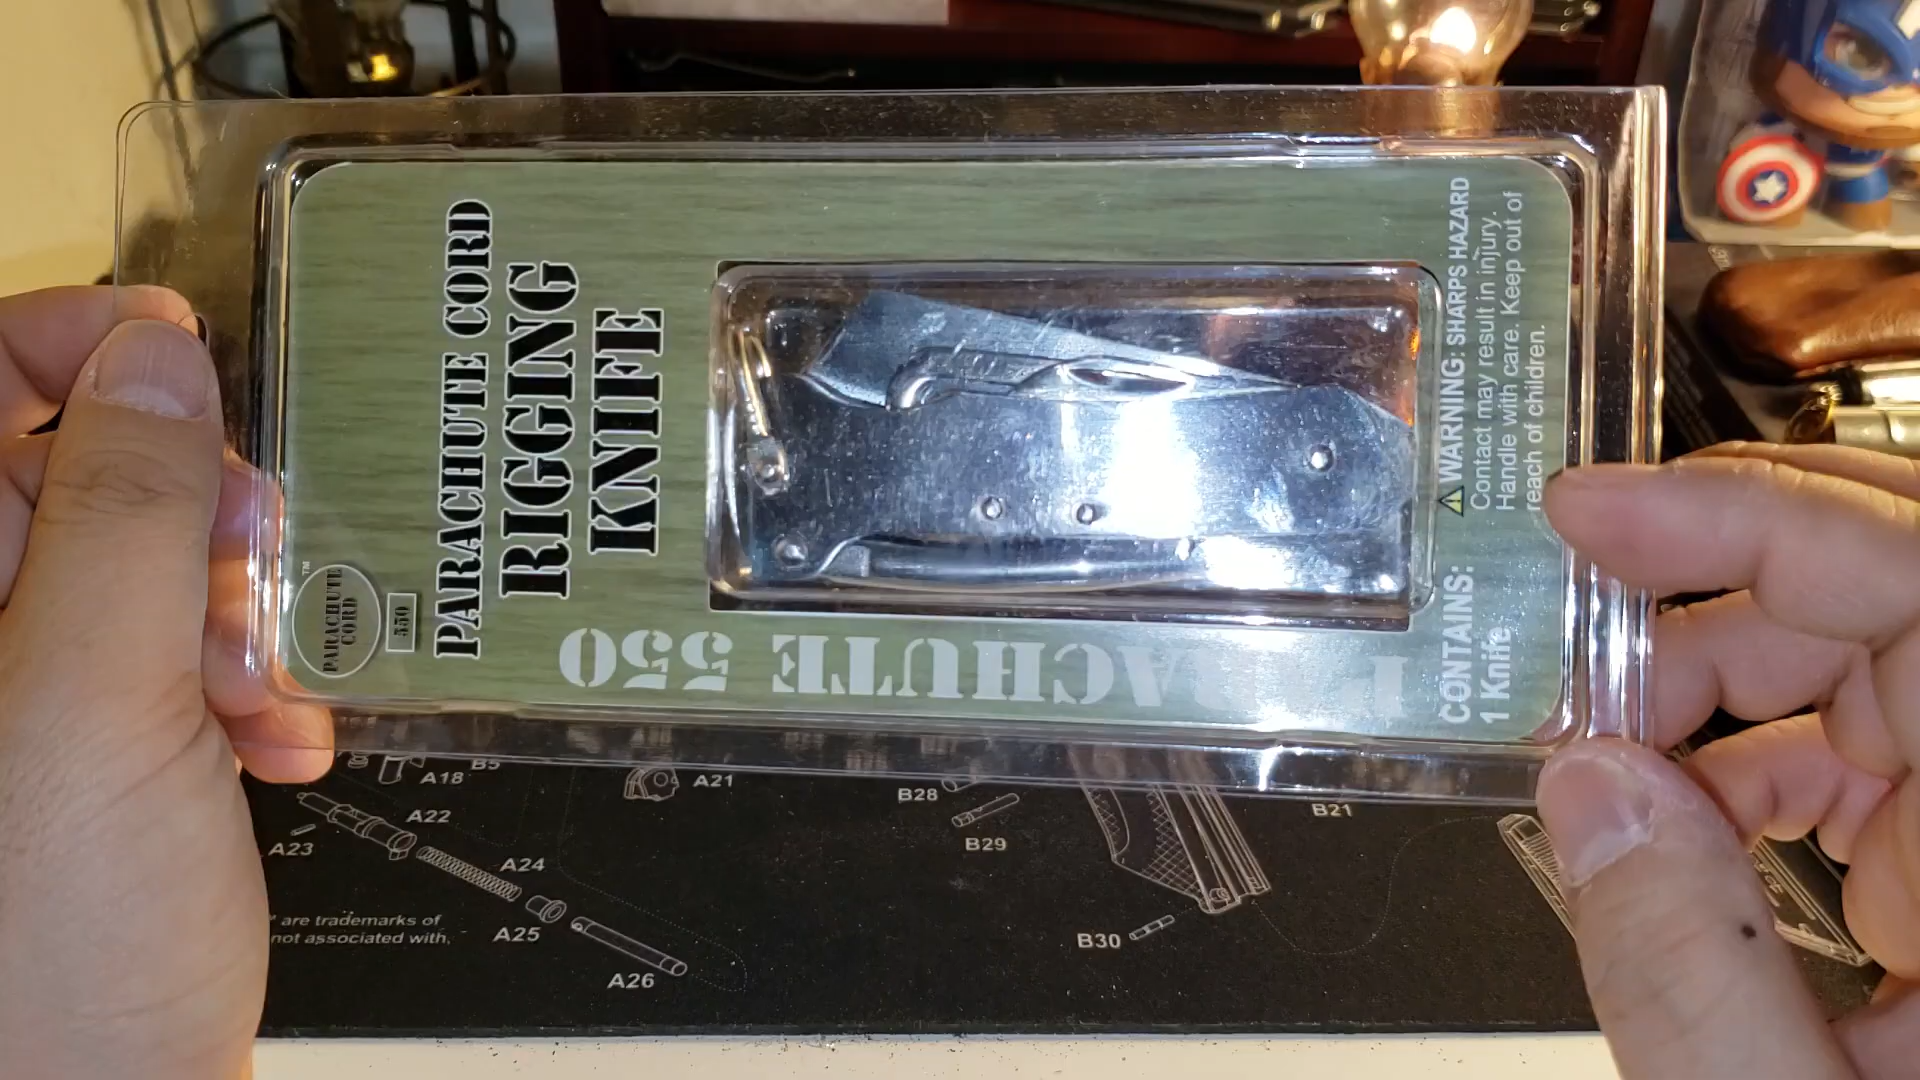 PARACHUTE CORD
RIGGING
KNIFE
™
PARACHUTE
CORD
550
PARACHUTE 550
⚠ WARNING: SHARPS HAZARD
Contact may result in injury.
Handle with care. Keep out of
reach of children.
CONTAINS:
1 Knife
A18
B5
A21
A22
A23
A24
A25
A26
B28
B29
B30
B21
are trademarks of
not associated with,